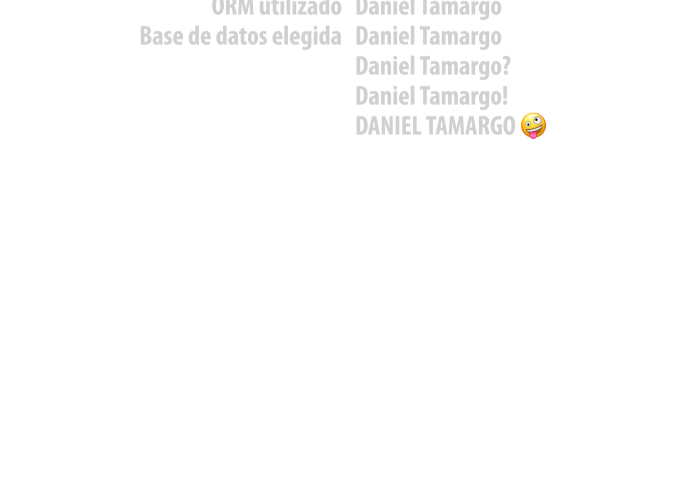 ORM utilizado Daniel Tamargo
Base de datos elegida Daniel Tamargo
Daniel Tamargo?
Daniel Tamargo!
DANIEL TAMARGO 🤪